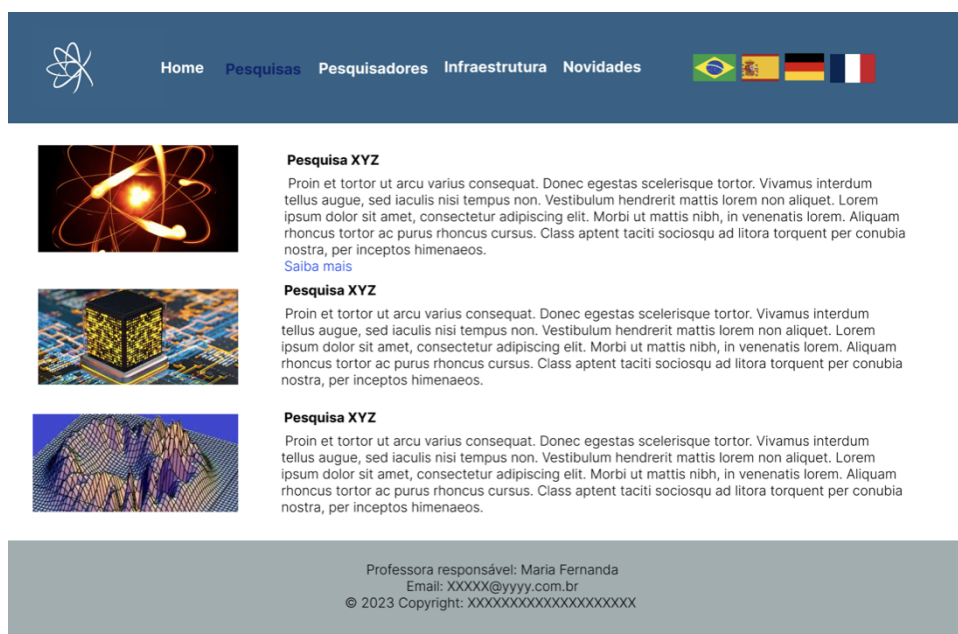 Home Pesquisas Pesquisadores Infraestrutura Novidades
Pesquisa XYZ
Proin et tortor ut arcu varius consequat. Donec egestas scelerisque tortor. Vivamus interdum
tellus augue, sed iaculis nisi tempus non. Vestibulum hendrerit mattis lorem non aliquet. Lorem
ipsum dolor sit amet, consectetur adipiscing elit. Morbi ut mattis nibh, in venenatis lorem. Aliquam
rhoncus tortor ac purus rhoncus cursus. Class aptent taciti sociosqu ad litora torquent per conubia
nostra, per inceptos himenaeos.
Saiba mais
Pesquisa XYZ
Proin et tortor ut arcu varius consequat. Donec egestas scelerisque tortor. Vivamus interdum
tellus augue, sed iaculis nisi tempus non. Vestibulum hendrerit mattis lorem non aliquet. Lorem
ipsum dolor sit amet, consectetur adipiscing elit. Morbi ut mattis nibh, in venenatis lorem. Aliquam
rhoncus tortor ac purus rhoncus cursus. Class aptent taciti sociosqu ad litora torquent per conubia
nostra, per inceptos himenaeos.
Pesquisa XYZ
Proin et tortor ut arcu varius consequat. Donec egestas scelerisque tortor. Vivamus interdum
tellus augue, sed iaculis nisi tempus non. Vestibulum hendrerit mattis lorem non aliquet. Lorem
ipsum dolor sit amet, consectetur adipiscing elit. Morbi ut mattis nibh, in venenatis lorem. Aliquam
rhoncus tortor ac purus rhoncus cursus. Class aptent taciti sociosqu ad litora torquent per conubia
nostra, per inceptos himenaeos.
Professora responsável: Maria Fernanda
Email: XXXXX@yyyy.com.br
© 2023 Copyright: XXXXXXXXXXXXXXXXXXXX